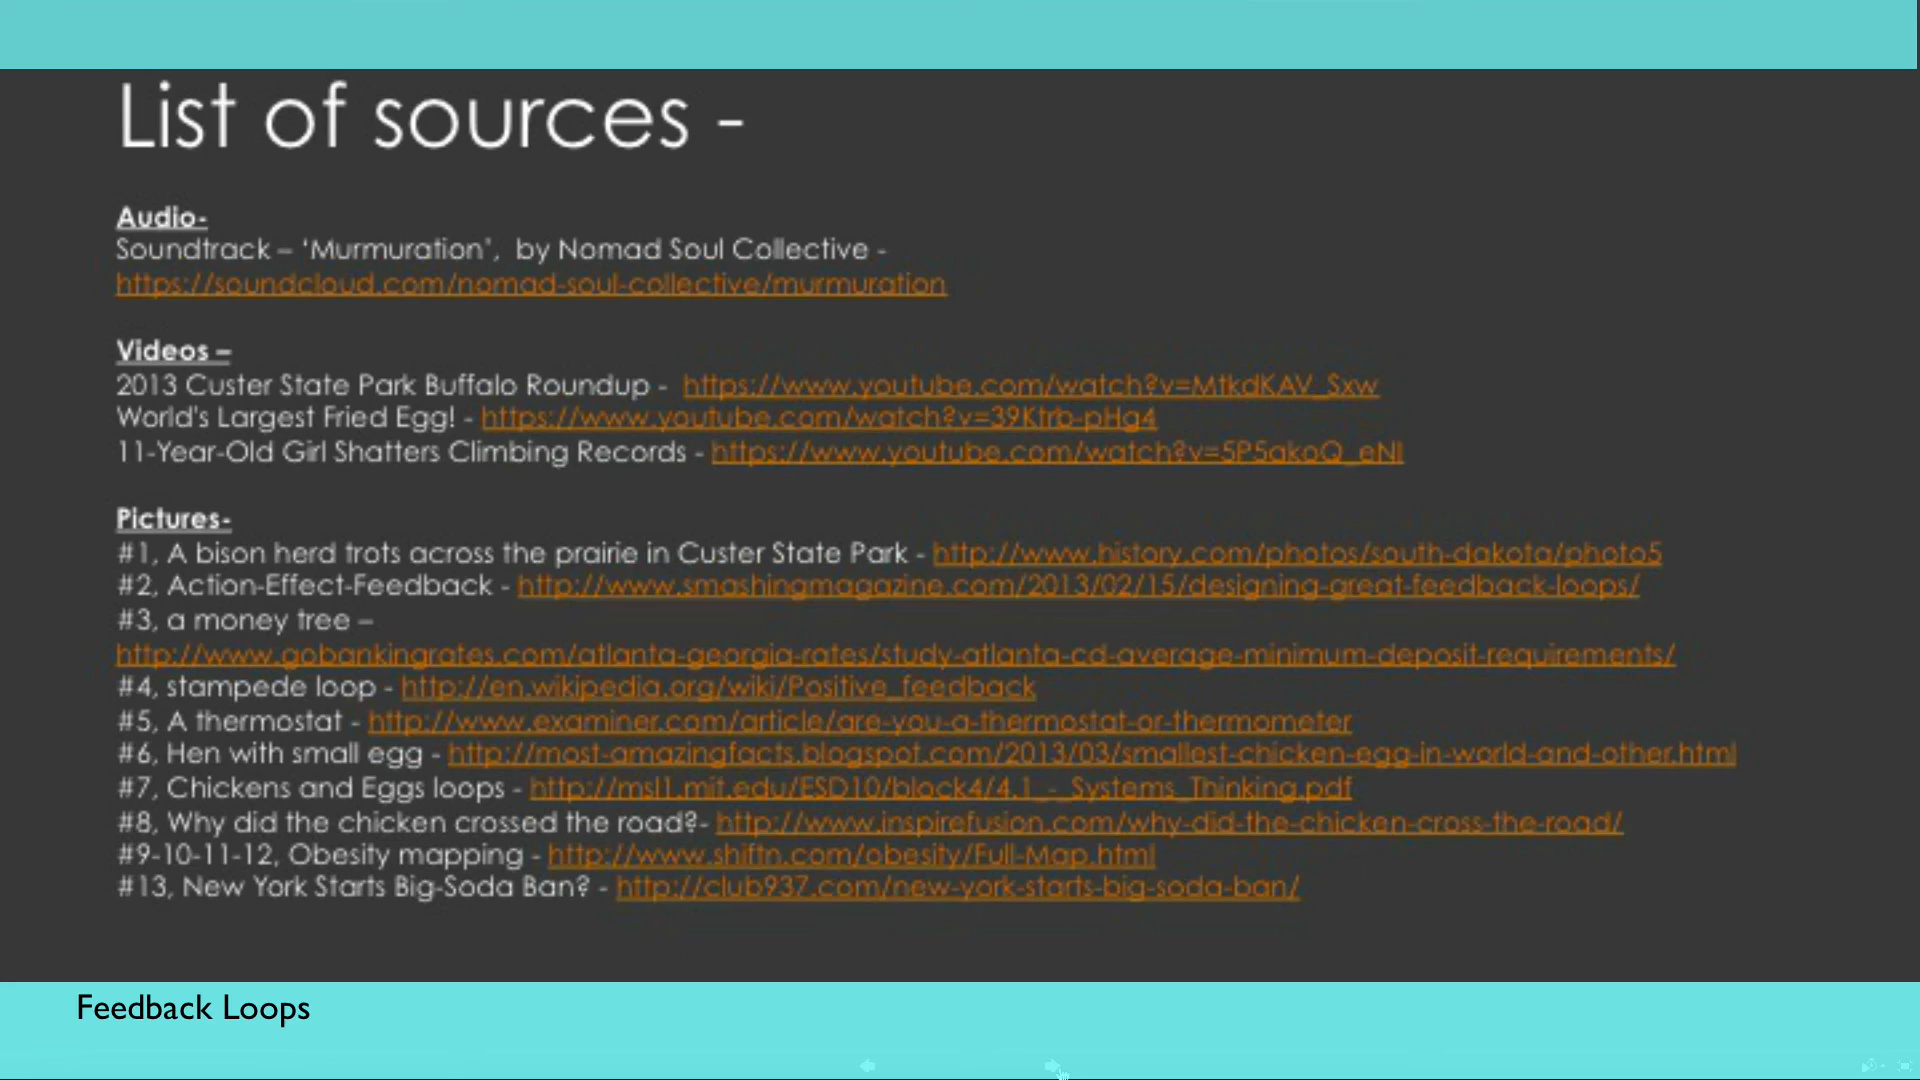 List of sources -
Audio-
Soundtrack – ‘Murmuration’, by Nomad Soul Collective -
https://soundcloud.com/nomad-soul-collective/murmuration
Videos –
2013 Custer State Park Buffalo Roundup - https://www.youtube.com/watch?v=MtkdKAV_Sxw
World's Largest Fried Egg! - https://www.youtube.com/watch?v=39Ktrb-pHg4
11-Year-Old Girl Shatters Climbing Records - https://www.youtube.com/watch?v=5P5akoQ_eNI
Pictures-
#1, A bison herd trots across the prairie in Custer State Park - http://www.history.com/photos/south-dakota/photo5
#2, Action-Effect-Feedback - http://www.smashingmagazine.com/2013/02/15/designing-great-feedback-loops/
#3, a money tree –
http://www.gobankingrates.com/atlanta-georgia-rates/study-atlanta-cd-average-minimum-deposit-requirements/
#4, stampede loop - http://en.wikipedia.org/wiki/Positive_feedback
#5, A thermostat - http://www.examiner.com/article/are-you-a-thermostat-or-thermometer
#6, Hen with small egg - http://most-amazingfacts.blogspot.com/2013/03/smallest-chicken-egg-in-world-and-other.html
#7, Chickens and Eggs loops - http://msl1.mit.edu/ESD10/block4/4.1_-_Systems_Thinking.pdf
#8, Why did the chicken crossed the road?- http://www.inspirefusion.com/why-did-the-chicken-cross-the-road/
#9-10-11-12, Obesity mapping - http://www.shiftn.com/obesity/Full-Map.html
#13, New York Starts Big-Soda Ban? - http://club937.com/new-york-starts-big-soda-ban/
Feedback Loops